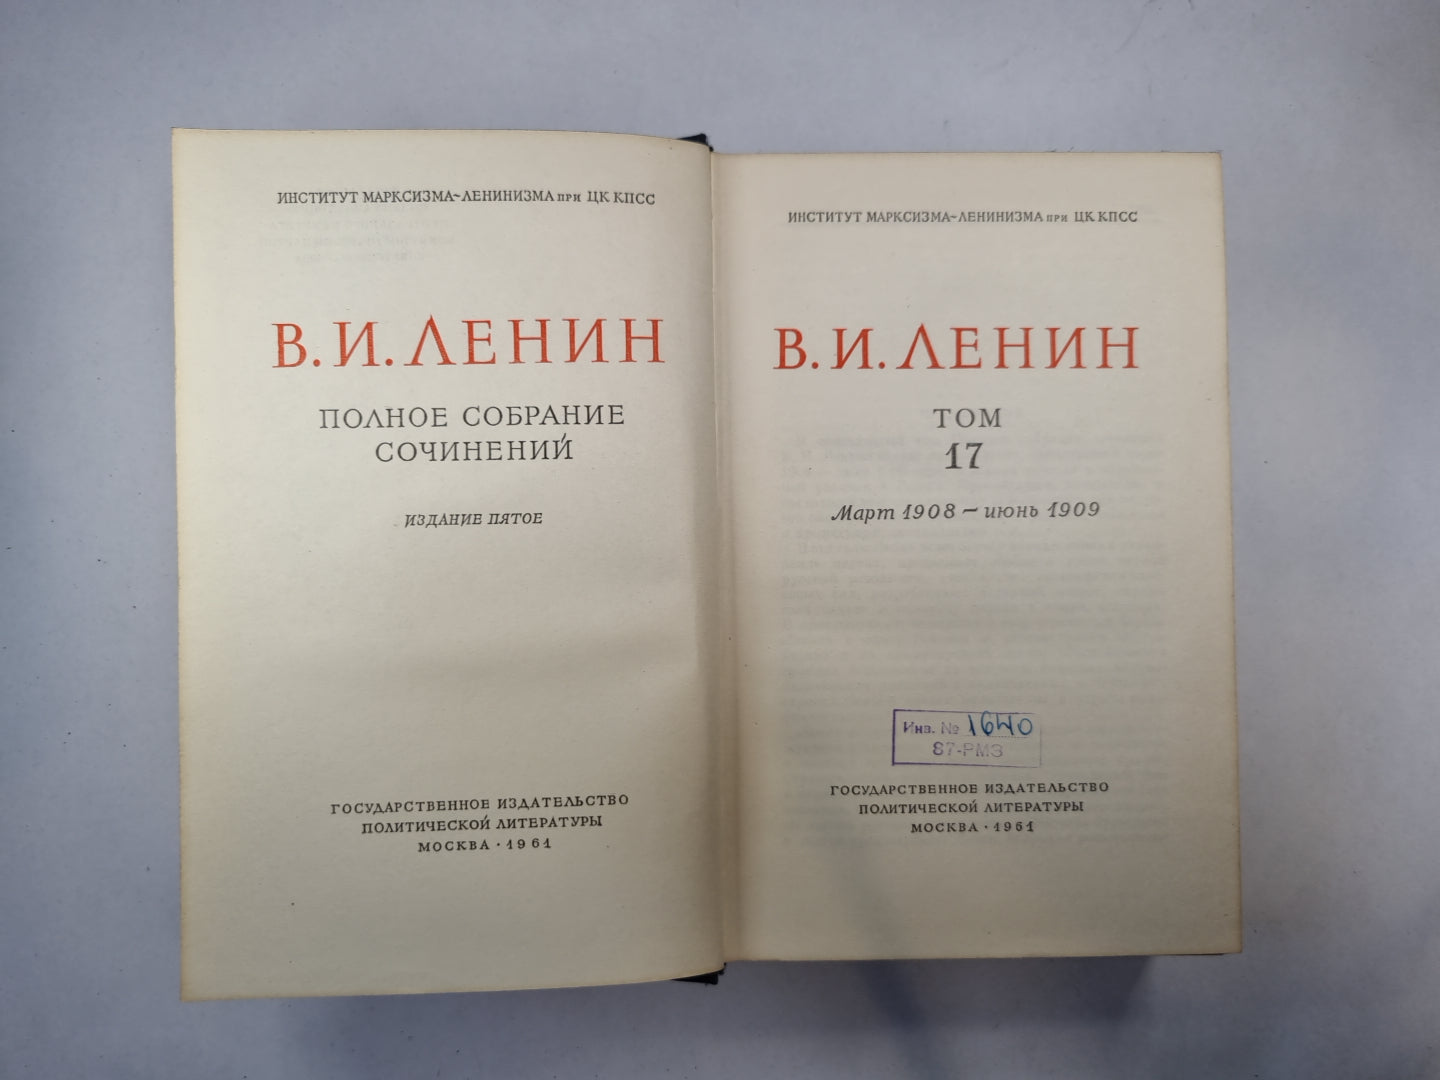 ИНСТИТУТ МАРКСИЗМА~ЛЕНИНИЗМА при ЦК КПСС
В. И. ЛЕНИН
ПОЛНОЕ СОБРАНИЕ
СОЧИНЕНИЙ
ИЗДАНИЕ ПЯТОЕ
ГОСУДАРСТВЕННОЕ ИЗДАТЕЛЬСТВО
ПОЛИТИЧЕСКОЙ ЛИТЕРАТУРЫ
МОСКВА · 1961
ИНСТИТУТ МАРКСИЗМА~ЛЕНИНИЗМА при ЦК КПСС
В. И. ЛЕНИН
ТОМ
17
Март 1908 ~ июнь 1909
Инв. № 1640
87-РМЗ
ГОСУДАРСТВЕННОЕ ИЗДАТЕЛЬСТВО
ПОЛИТИЧЕСКОЙ ЛИТЕРАТУРЫ
МОСКВА · 1961